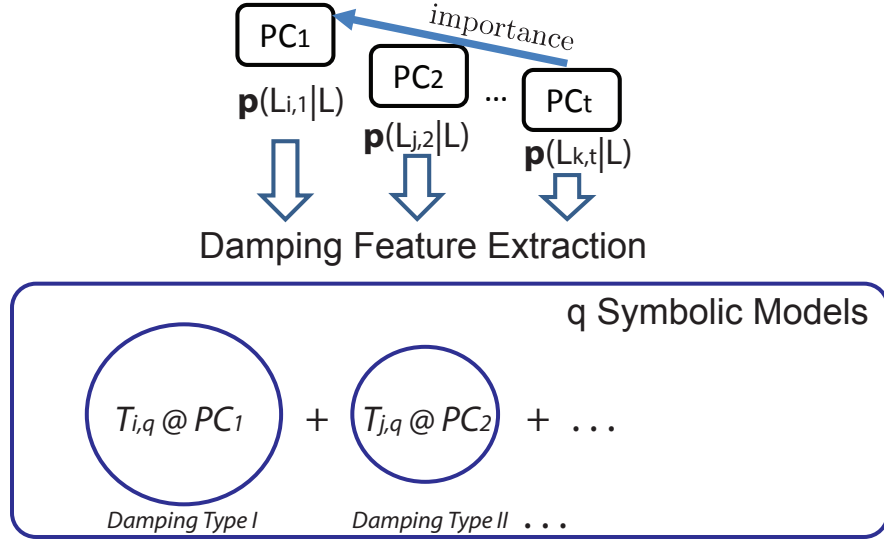 importance
PC1
PC2
...
PCt
p(Li,1|L)
p(Lj,2|L)
p(Lk,t|L)
Damping Feature Extraction
q Symbolic Models
Ti,q @ PC1 + Tj,q @ PC2 + ...
Damping Type I Damping Type II ...